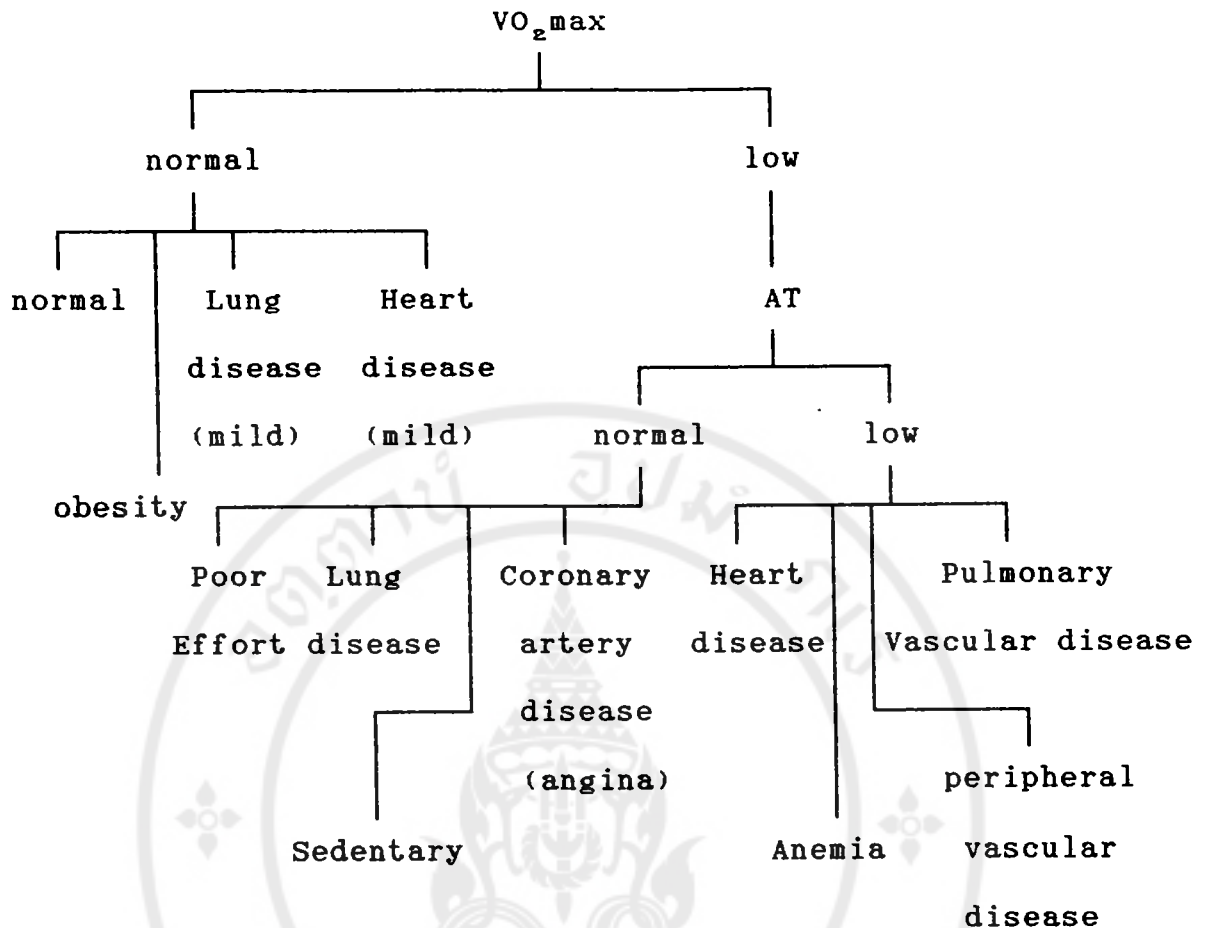 VO₂max
normal low
normal Lung Heart AT
disease disease
(mild) (mild) normal low
obesity
Poor Lung Coronary Heart Pulmonary
Effort disease artery disease Vascular disease
disease
(angina) peripheral
Sedentary Anemia vascular
disease